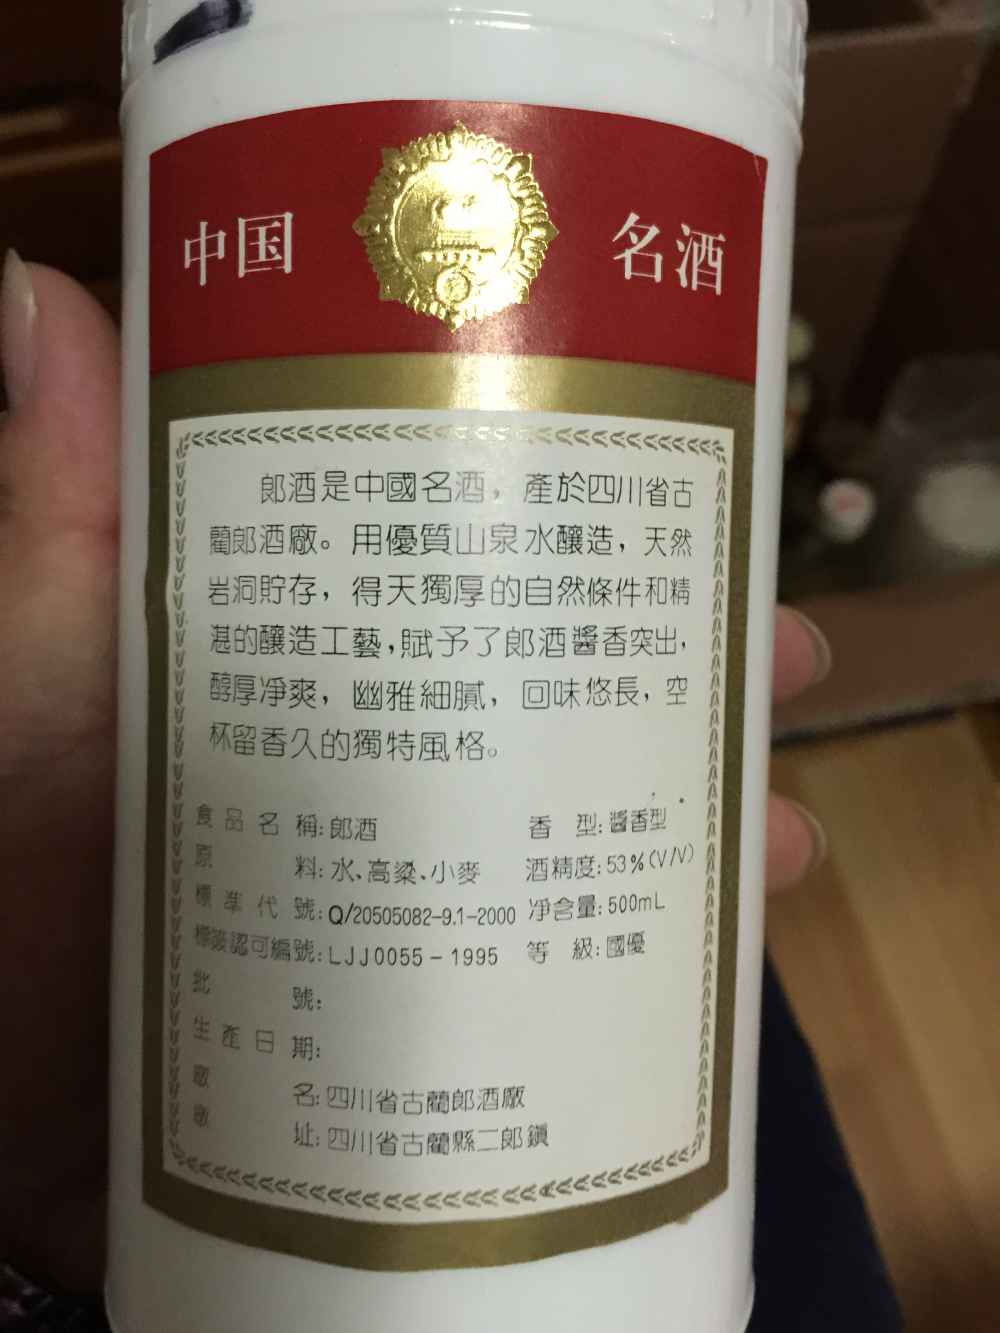 中国 名酒
郎酒是中國名酒，產於四川省古
藺郎酒廠。用優質山泉水釀造，天然
岩洞貯存，得天獨厚的自然條件和精
湛的釀造工藝，賦予了郎酒醬香突出，
醇厚凈爽，幽雅細膩，回味悠長，空
杯留香久的獨特風格。
食品名稱：郎酒 香型：醬香型
原料：水、高粱、小麥 酒精度：53%(V/V)
標準代號：Q/20505082-9.1-2000 凈含量：500mL
標簽認可編號：LJJ0055-1995 等級：國優
批號：
生產日期：
廠名：四川省古藺郎酒廠
廠址：四川省古藺縣二郎鎭